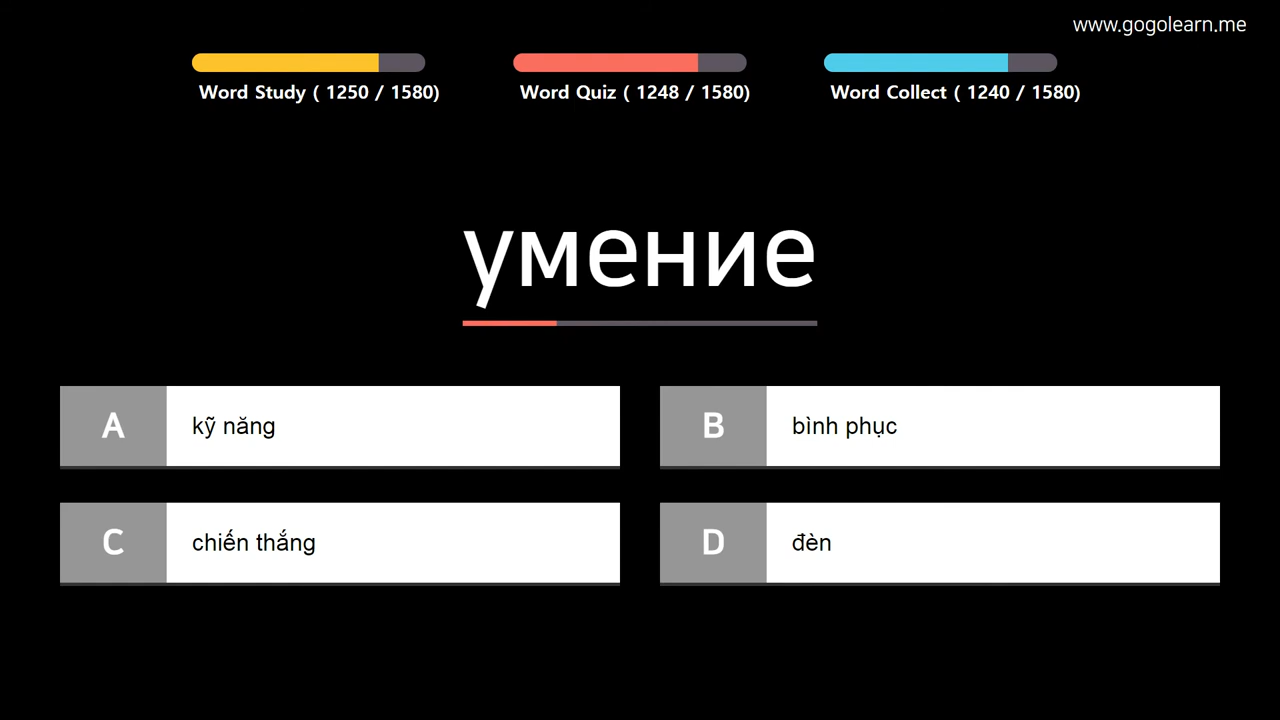 www.gogolearn.me
Word Study ( 1250 / 1580)
Word Quiz ( 1248 / 1580)
Word Collect ( 1240 / 1580)
умение
A kỹ năng
B bình phục
C chiến thắng
D đèn